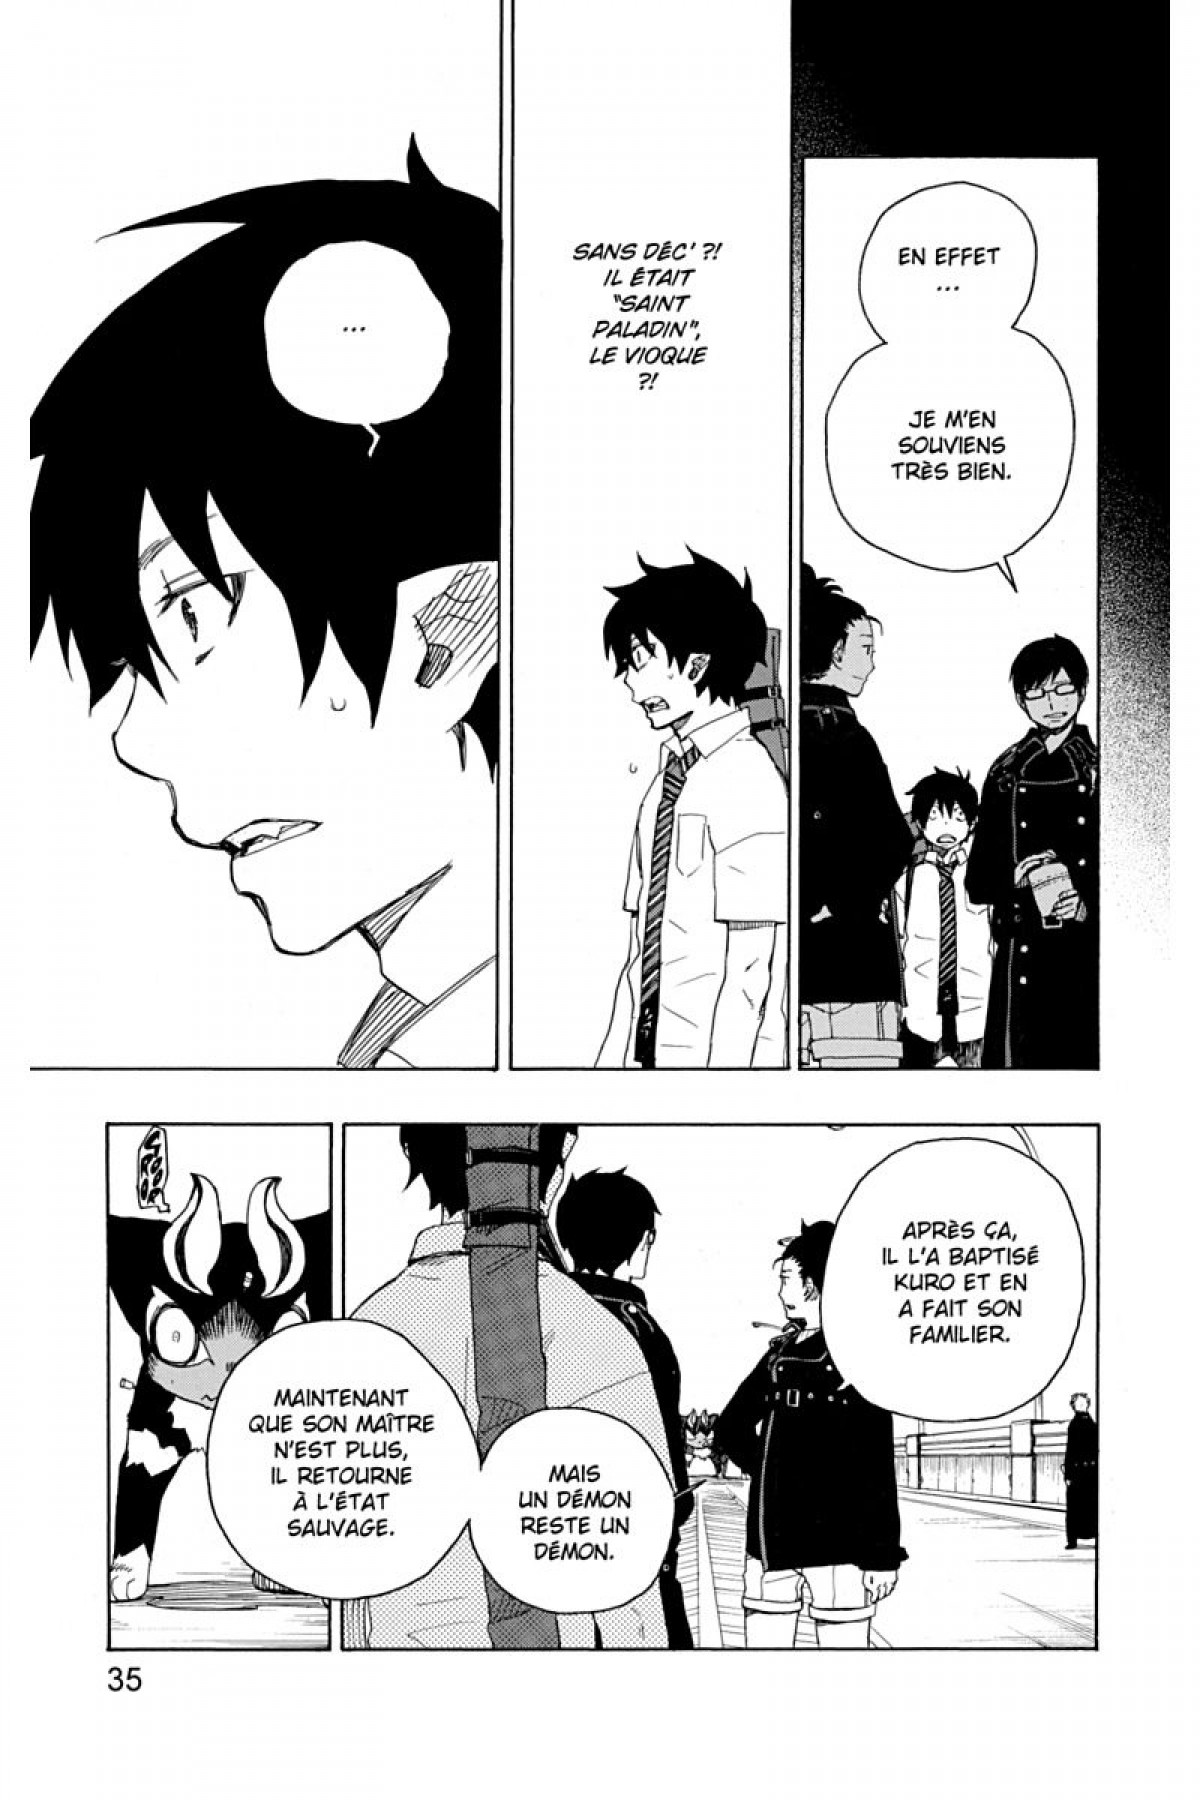 EN EFFET
...
JE M'EN
SOUVIENS
TRÈS BIEN.
SANS DÉC' ?!
IL ÉTAIT
"SAINT
PALADIN",
LE VIOQUE
?!
...
APRÈS ÇA,
IL L'A BAPTISÉ
KURO ET EN
A FAIT SON
FAMILIER.
MAIS
UN DÉMON
RESTE UN
DÉMON.
MAINTENANT
QUE SON MAÎTRE
N'EST PLUS,
IL RETOURNE
À L'ÉTAT
SAUVAGE.
35